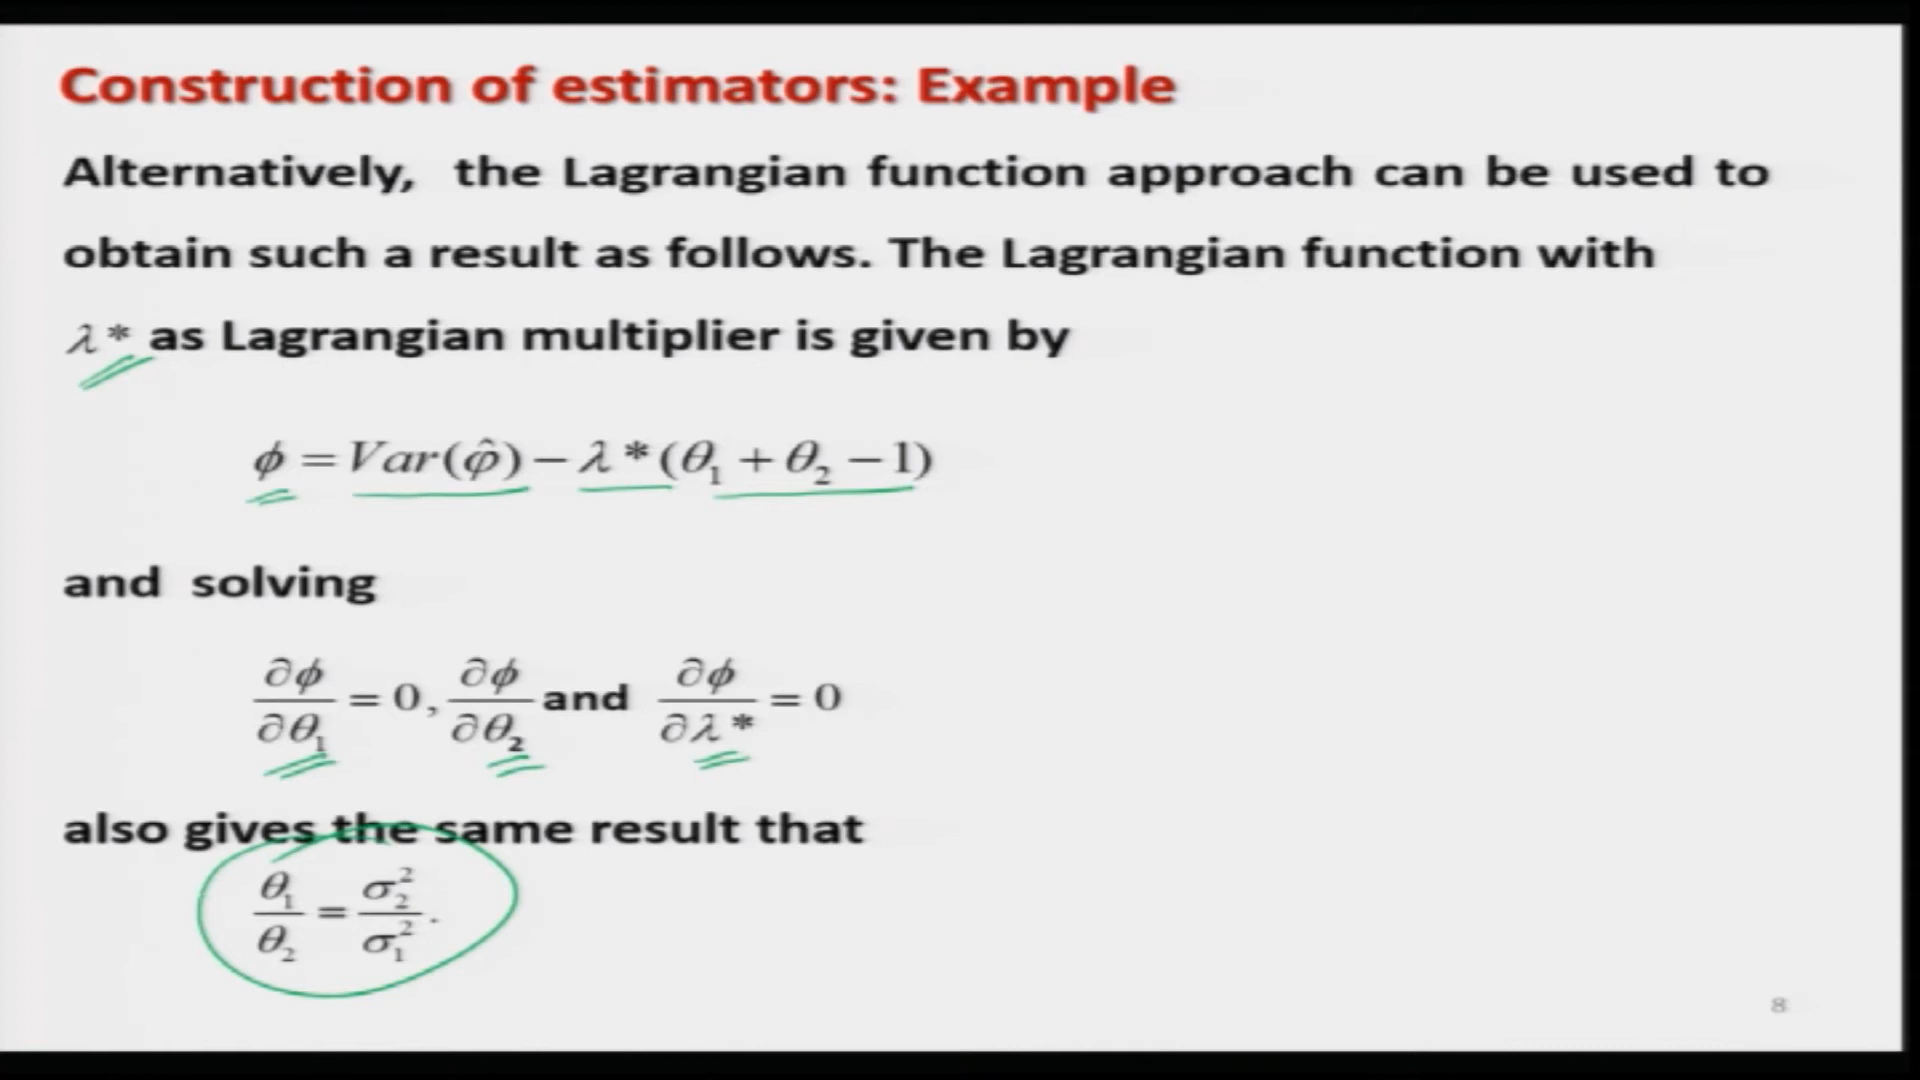 Construction of estimators: Example
Alternatively, the Lagrangian function approach can be used to
obtain such a result as follows. The Lagrangian function with
λ* as Lagrangian multiplier is given by
ϕ = Var(φ̂) − λ*(θ₁ + θ₂ − 1)
and solving
∂ϕ/∂θ₁ = 0, ∂ϕ/∂θ₂ and ∂ϕ/∂λ* = 0
also gives the same result that
θ₁/θ₂ = σ₂²/σ₁².
8